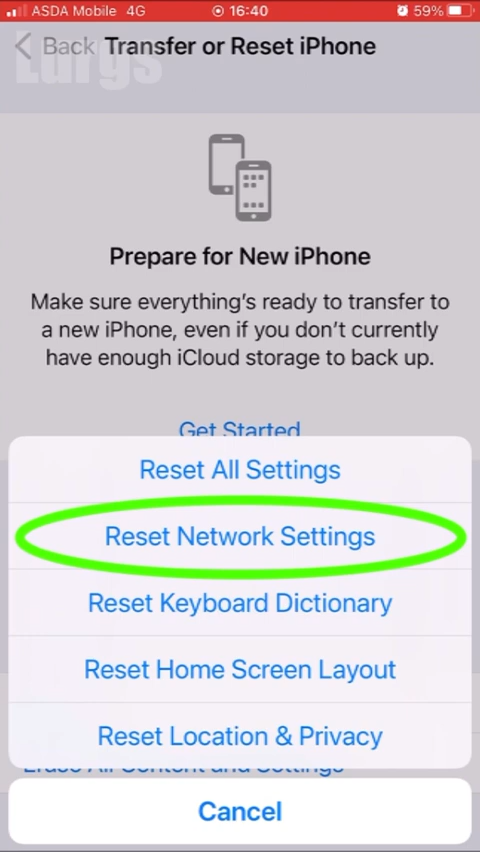 ASDA Mobile 4G 16:40 59%
Back Transfer or Reset iPhone
Lurgs
Prepare for New iPhone
Make sure everything's ready to transfer to
a new iPhone, even if you don't currently
have enough iCloud storage to back up.
Get Started
Reset All Settings
Reset Network Settings
Reset Keyboard Dictionary
Reset Home Screen Layout
Reset Location & Privacy
Erase All Content and Settings
Cancel